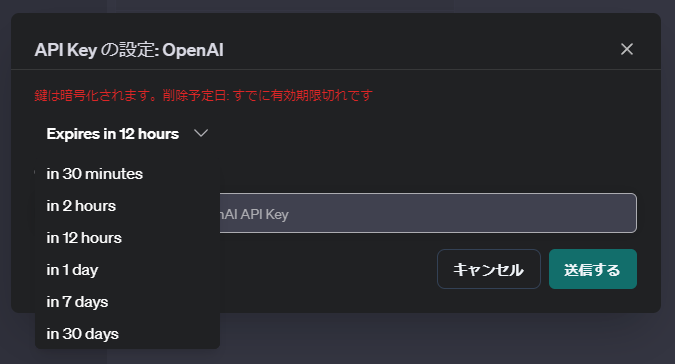 API Key の設定: OpenAI
鍵は暗号化されます。削除予定日: すでに有効期限切れです
Expires in 12 hours
in 30 minutes
in 2 hours
in 12 hours
in 1 day
in 7 days
in 30 days
API Key
キャンセル
送信する